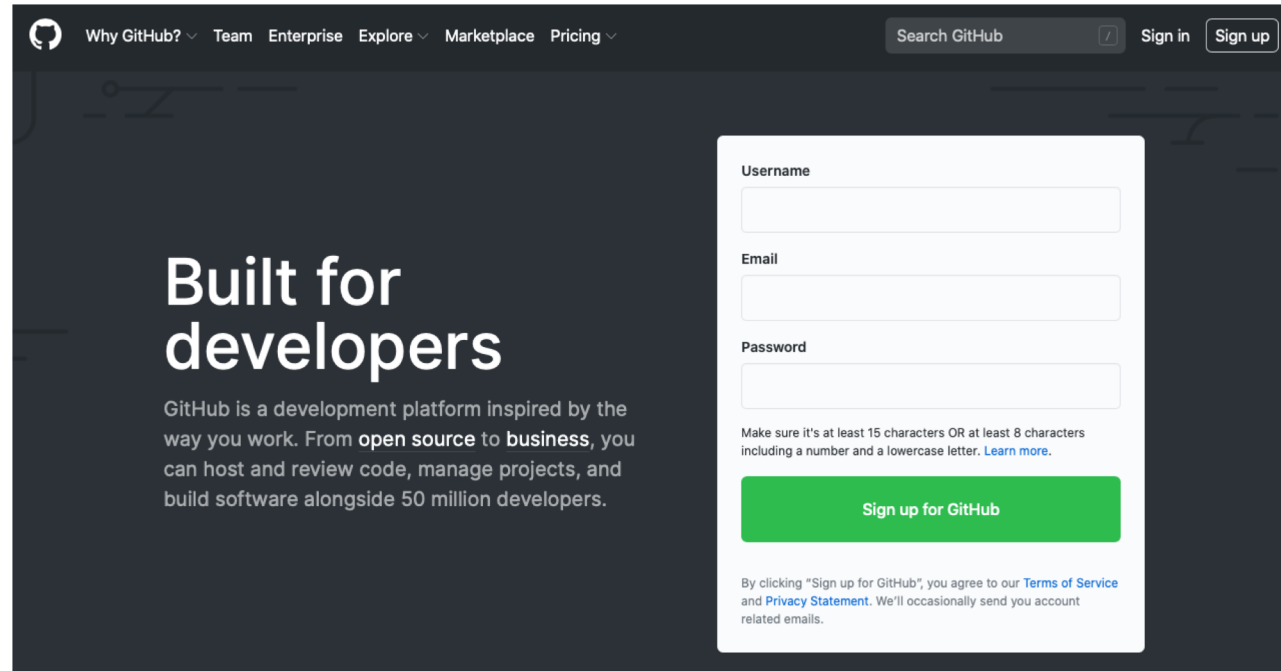 Why GitHub? Team Enterprise Explore Marketplace Pricing Search GitHub / Sign in Sign up
Built for
developers
GitHub is a development platform inspired by the
way you work. From open source to business, you
can host and review code, manage projects, and
build software alongside 50 million developers.
Username
Email
Password
Make sure it's at least 15 characters OR at least 8 characters
including a number and a lowercase letter. Learn more.
Sign up for GitHub
By clicking "Sign up for GitHub", you agree to our Terms of Service
and Privacy Statement. We'll occasionally send you account
related emails.